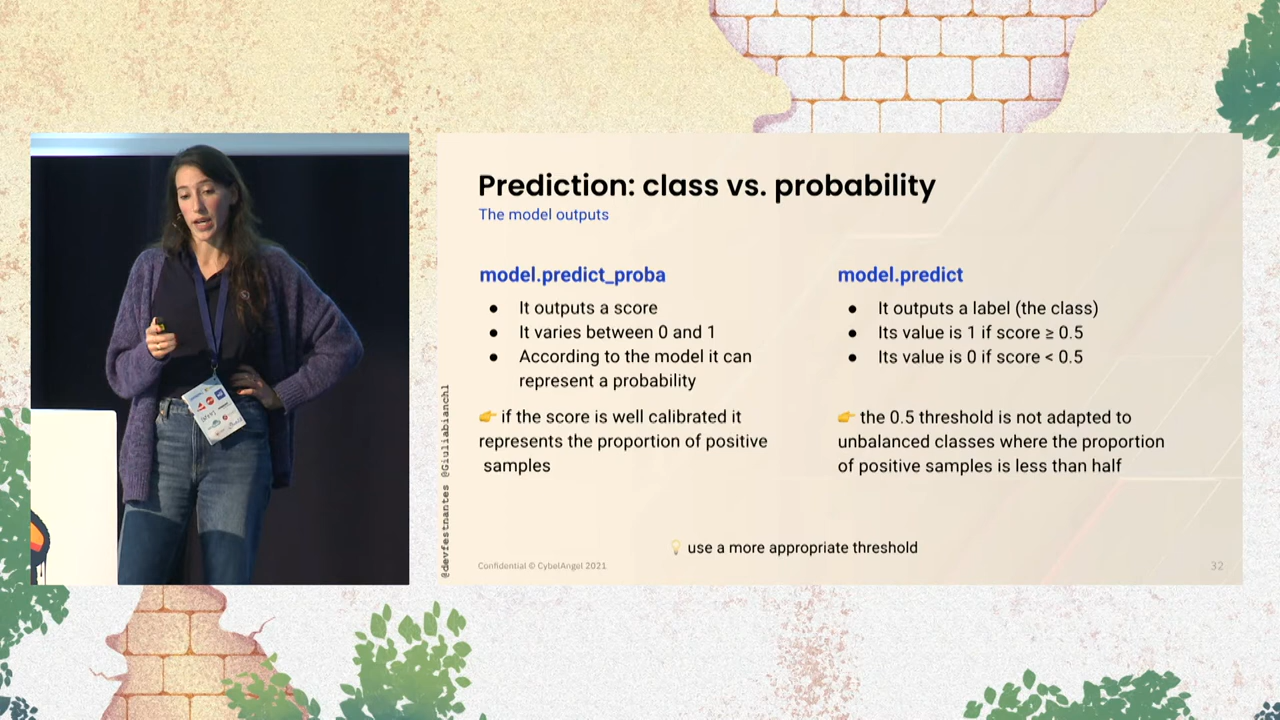 Prediction: class vs. probability
The model outputs
model.predict_proba
● It outputs a score
● It varies between 0 and 1
● According to the model it can
represent a probability
👉 if the score is well calibrated it
represents the proportion of positive
samples
model.predict
● It outputs a label (the class)
● Its value is 1 if score ≥ 0.5
● Its value is 0 if score < 0.5
👉 the 0.5 threshold is not adapted to
unbalanced classes where the proportion
of positive samples is less than half
💡 use a more appropriate threshold
@devfestnantes @Giuliabianchl
Confidential © CybelAngel 2021
32